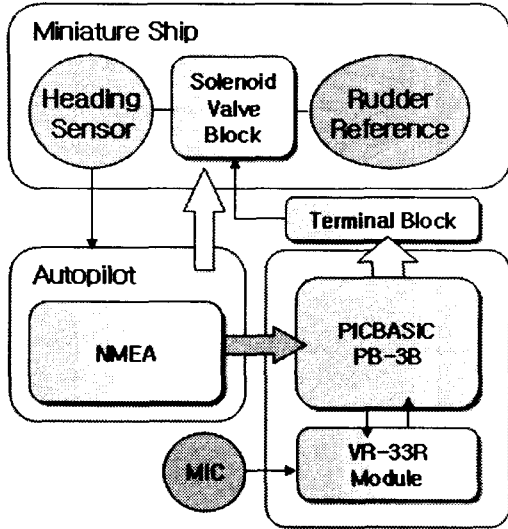 Miniature Ship
Heading
Sensor
Solenoid
Valve
Block
Rudder
Reference
Terminal Block
Autopilot
NMEA
PICBASIC
PB-3B
MIC
VR-33R
Module